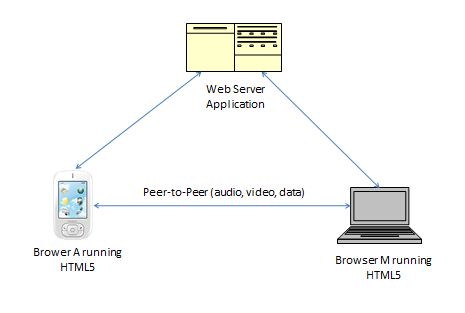 Web Server
Application
Peer-to-Peer (audio, video, data)
Brower A running
HTML5
Browser M running
HTML5